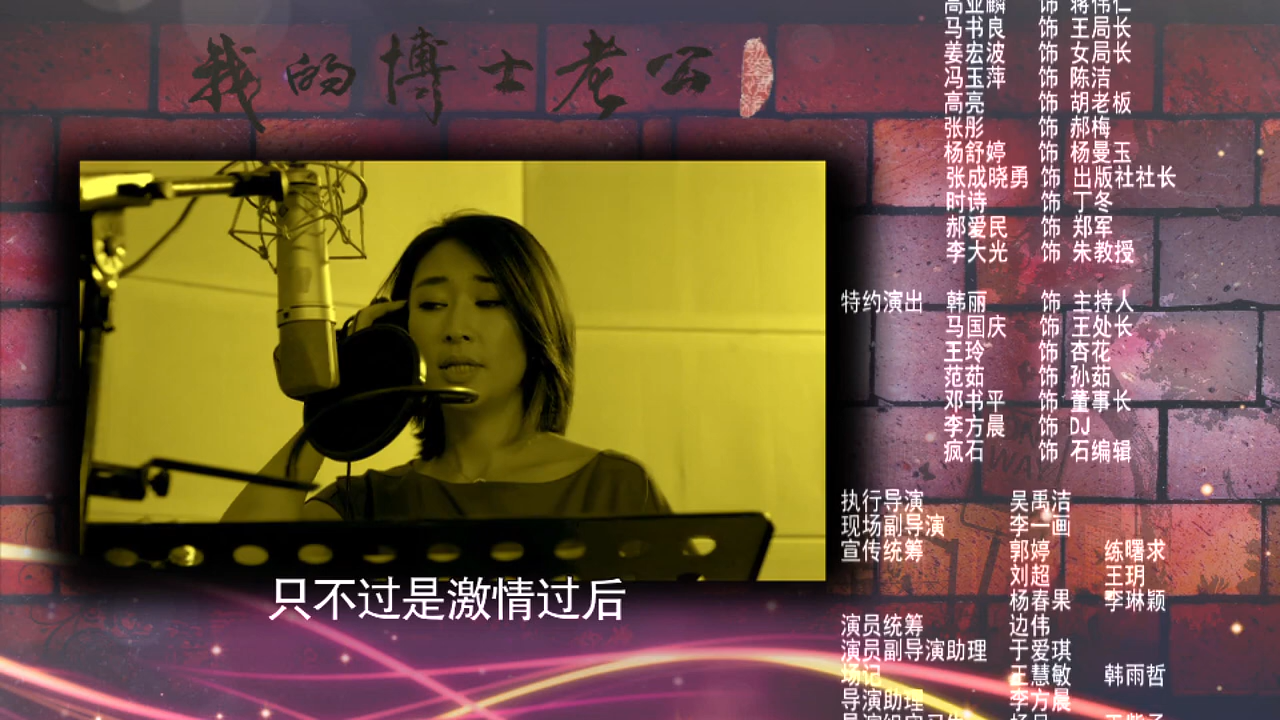 我的博士老公
高亚麟 饰 蒋伟仁
马书良 饰 王局长
姜宏波 饰 女局长
冯玉萍 饰 陈洁
高亮 饰 胡老板
张彤 饰 郝梅
杨舒婷 饰 杨曼玉
张成晓勇 饰 出版社社长
时诗 饰 丁冬
郝爱民 饰 郑军
李大光 饰 朱教授
特约演出 韩丽 饰 主持人
马国庆 饰 王处长
王玲 饰 杏花
范茹 饰 孙茹
邓书平 饰 董事长
李方晨 饰 DJ
疯石 饰 石编辑
执行导演 吴禹洁
现场副导演 李一画
宣传统筹 郭婷 练曙求
刘超 王玥
杨春果 李琳颖
演员统筹 边伟
演员副导演助理 于爱琪
场记 王慧敏 韩雨哲
导演助理 李方晨
只不过是激情过后